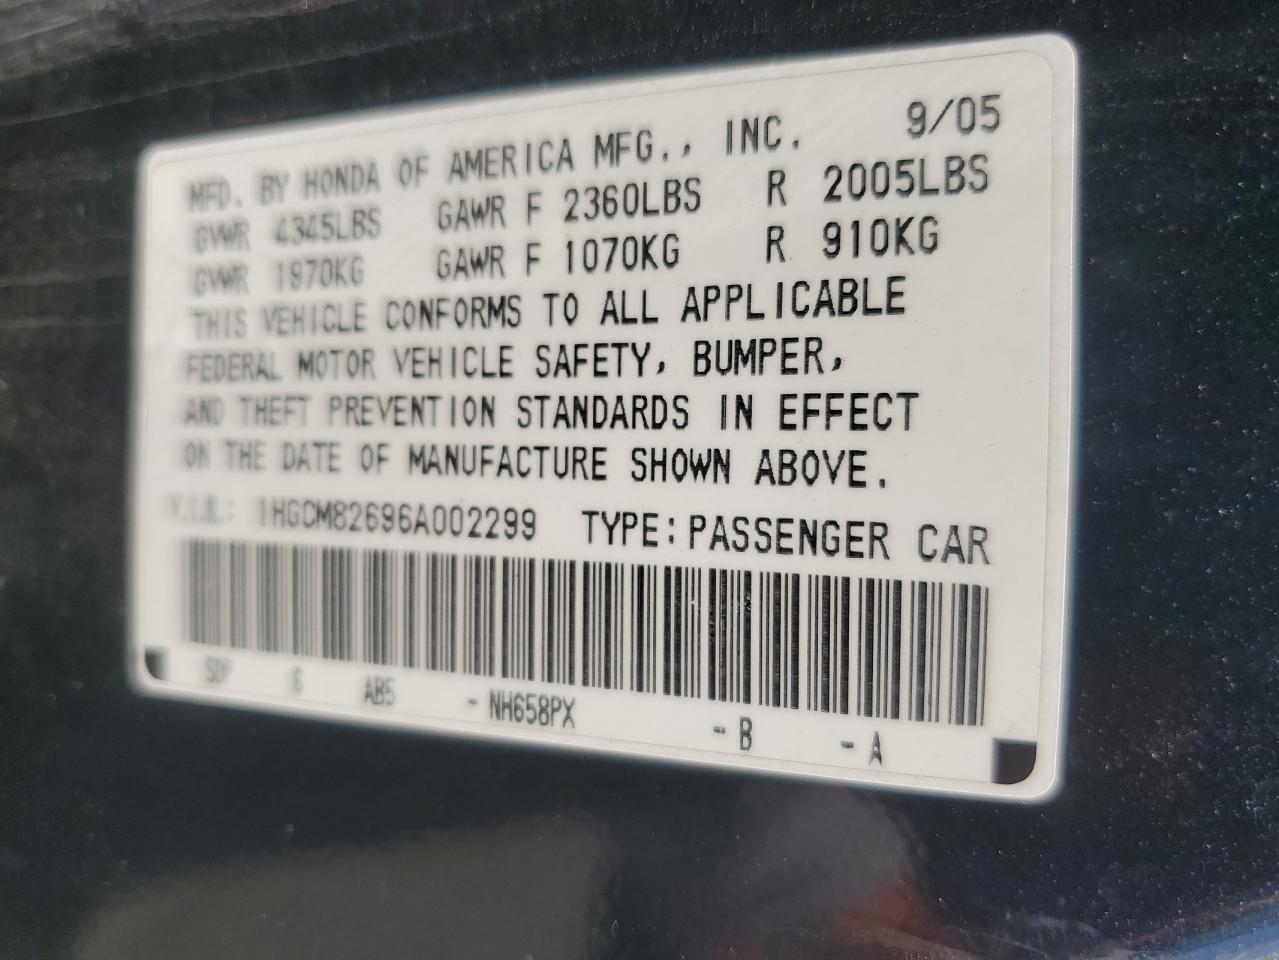 MFD. BY HONDA OF AMERICA MFG., INC. 9/05
GVWR 4345LBS GAWR F 2360LBS R 2005LBS
GVWR 1970KG GAWR F 1070KG R 910KG
THIS VEHICLE CONFORMS TO ALL APPLICABLE
FEDERAL MOTOR VEHICLE SAFETY, BUMPER,
AND THEFT PREVENTION STANDARDS IN EFFECT
ON THE DATE OF MANUFACTURE SHOWN ABOVE.
V.I.N.: 1HGCM82696A002299 TYPE: PASSENGER CAR
SDP 6 AB5 - NH658PX - B - A